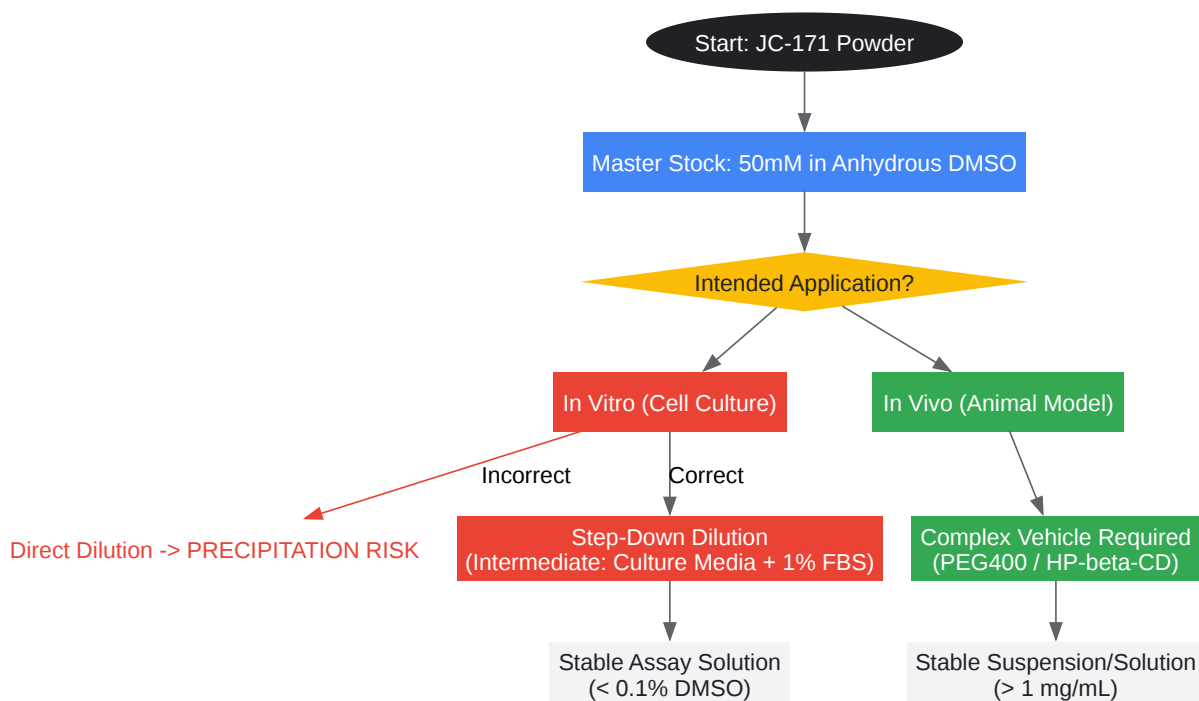 Start: JC-171 Powder
Master Stock: 50mM in Anhydrous DMSO
Intended Application?
In Vitro (Cell Culture)
In Vivo (Animal Model)
Incorrect
Correct
Direct Dilution -> PRECIPITATION RISK
Step-Down Dilution
(Intermediate: Culture Media + 1% FBS)
Complex Vehicle Required
(PEG400 / HP-beta-CD)
Stable Assay Solution
(< 0.1% DMSO)
Stable Suspension/Solution
(> 1 mg/mL)